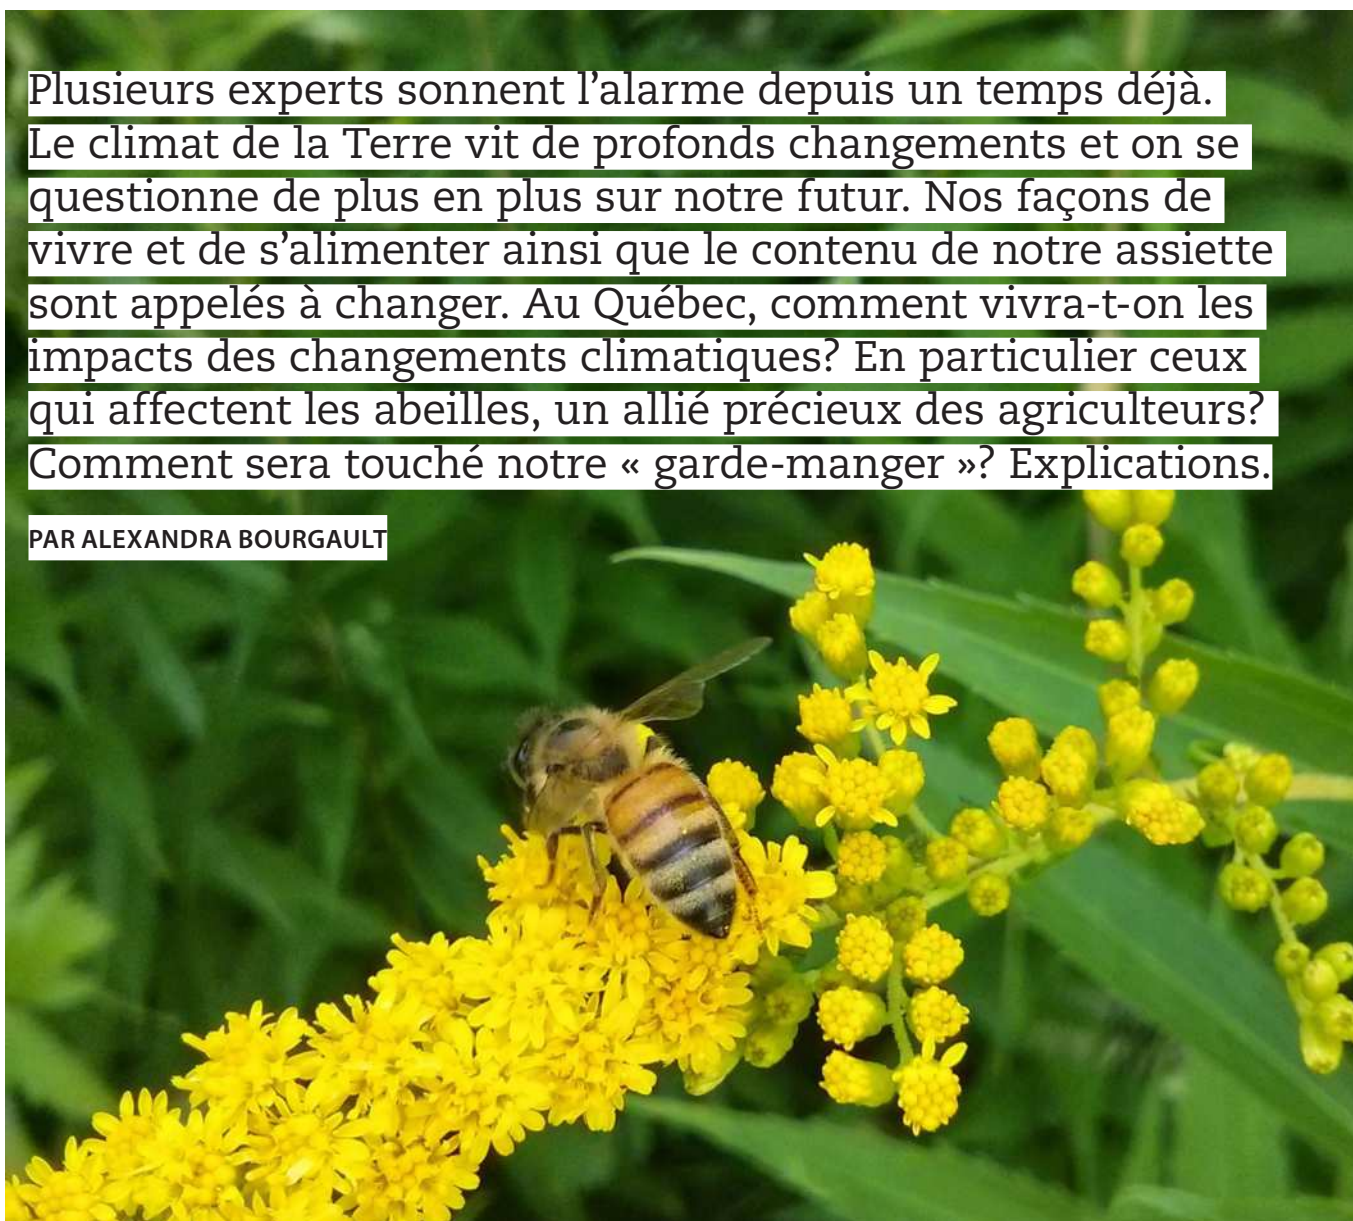 Plusieurs experts sonnent l’alarme depuis un temps déjà.
Le climat de la Terre vit de profonds changements et on se
questionne de plus en plus sur notre futur. Nos façons de
vivre et de s’alimenter ainsi que le contenu de notre assiette
sont appelés à changer. Au Québec, comment vivra-t-on les
impacts des changements climatiques? En particulier ceux
qui affectent les abeilles, un allié précieux des agriculteurs?
Comment sera touché notre « garde-manger »? Explications.
PAR ALEXANDRA BOURGAULT